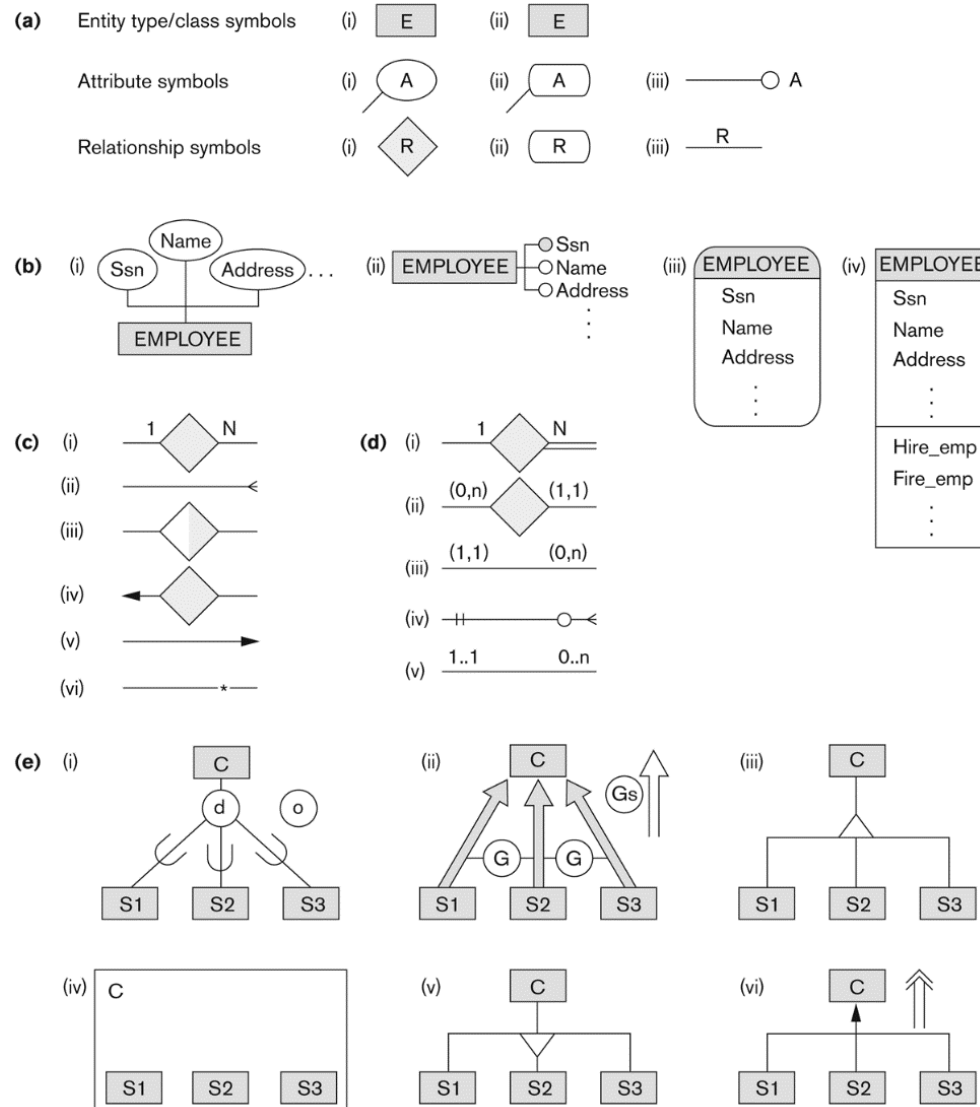 (a) Entity type/class symbols (i) E (ii) E
Attribute symbols (i) A (ii) A (iii) A
Relationship symbols (i) R (ii) R (iii) R
(b) (i) Ssn Name Address . . .
EMPLOYEE
(ii) EMPLOYEE
Ssn
Name
Address
(iii) EMPLOYEE
Ssn
Name
Address
(iv) EMPLOYEE
Ssn
Name
Address
Hire_emp
Fire_emp
(c) (i) 1 N
(ii)
(iii)
(iv)
(v)
(vi) *
(d) (i) 1 N
(ii) (0,n) (1,1)
(iii) (1,1) (0,n)
(iv)
(v) 1..1 0..n
(e) (i) C
d o
S1 S2 S3
(ii) C
Gs
G G
S1 S2 S3
(iii) C
S1 S2 S3
(iv) C
S1 S2 S3
(v) C
S1 S2 S3
(vi) C
S1 S2 S3